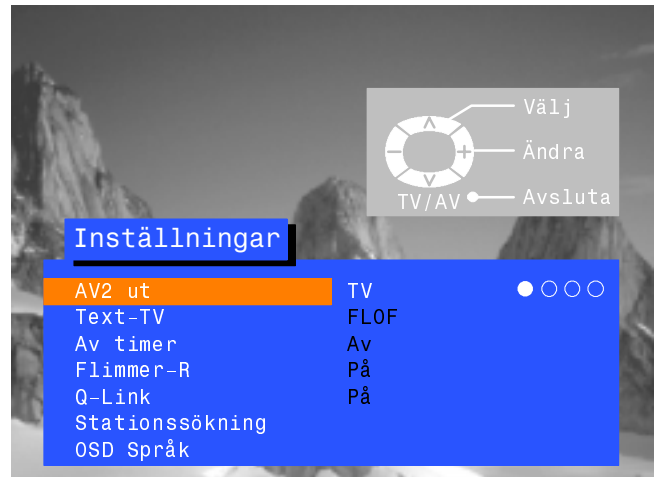 Välj
Ändra
TV/AV Avsluta
Inställningar
AV2 ut TV
Text-TV FLOF
Av timer Av
Flimmer-R På
Q-Link På
Stationssökning
OSD Språk